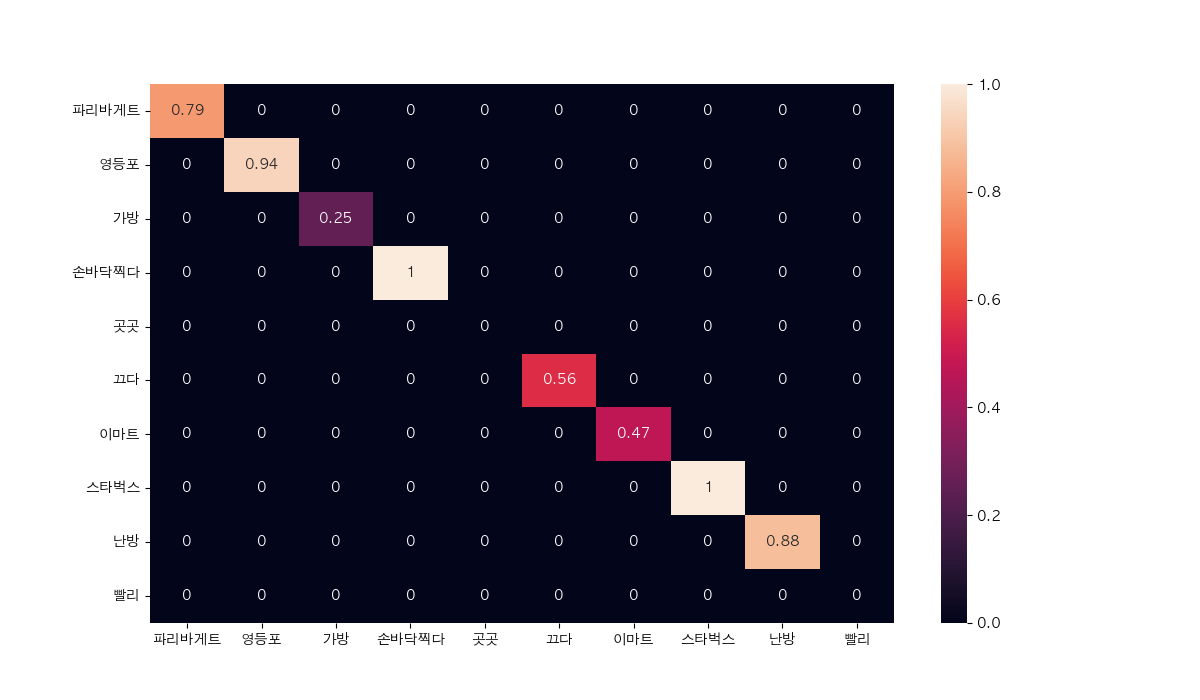 파리바게트 0.79 0 0 0 0 0 0 0 0 0 1.0
영등포 0 0.94 0 0 0 0 0 0 0 0
가방 0 0 0.25 0 0 0 0 0 0 0 0.8
손바닥찍다 0 0 0 1 0 0 0 0 0 0
곳곳 0 0 0 0 0 0 0 0 0 0 0.6
끄다 0 0 0 0 0 0.56 0 0 0 0 0.4
이마트 0 0 0 0 0 0 0.47 0 0 0
스타벅스 0 0 0 0 0 0 0 1 0 0 0.2
난방 0 0 0 0 0 0 0 0 0.88 0
빨리 0 0 0 0 0 0 0 0 0 0 0.0
파리바게트 영등포 가방 손바닥찍다 곳곳 끄다 이마트 스타벅스 난방 빨리